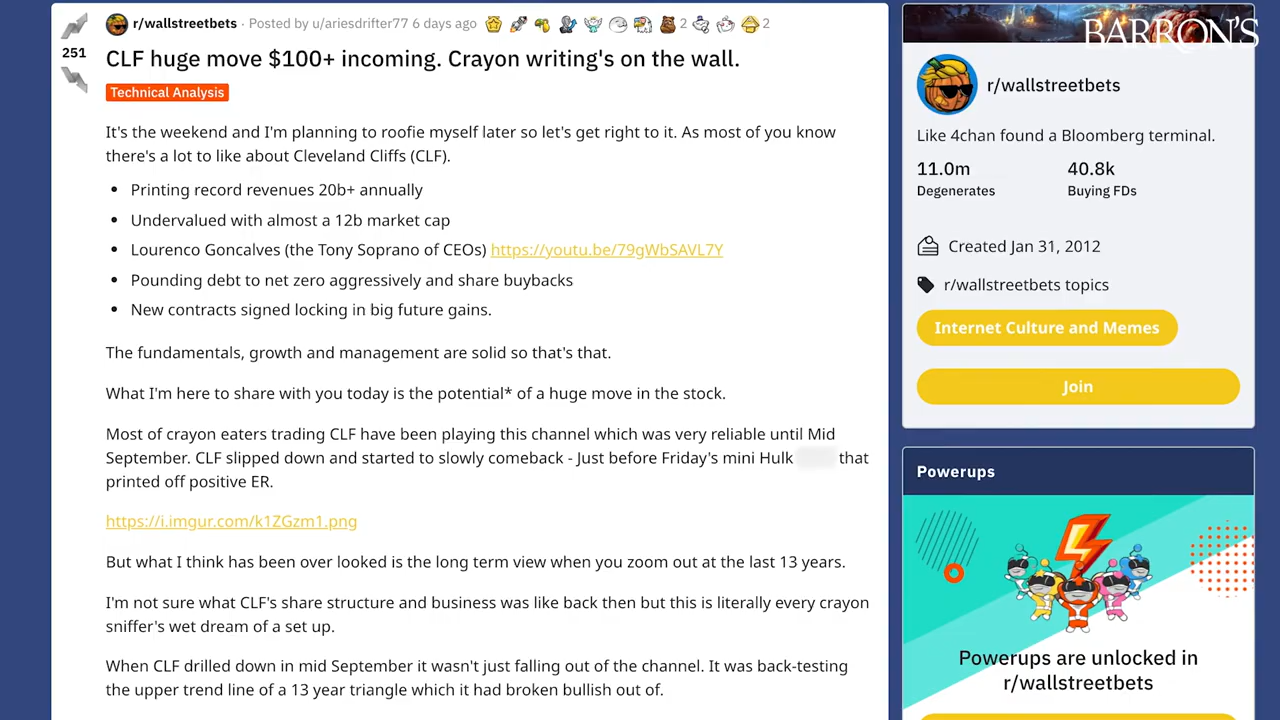 r/wallstreetbets · Posted by u/ariesdrifter77 6 days ago 2 2
251
CLF huge move $100+ incoming. Crayon writing's on the wall.
Technical Analysis
It's the weekend and I'm planning to roofie myself later so let's get right to it. As most of you know
there's a lot to like about Cleveland Cliffs (CLF).
• Printing record revenues 20b+ annually
• Undervalued with almost a 12b market cap
• Lourenco Goncalves (the Tony Soprano of CEOs) https://youtu.be/79gWbSAVL7Y
• Pounding debt to net zero aggressively and share buybacks
• New contracts signed locking in big future gains.
The fundamentals, growth and management are solid so that's that.
What I'm here to share with you today is the potential* of a huge move in the stock.
Most of crayon eaters trading CLF have been playing this channel which was very reliable until Mid
September. CLF slipped down and started to slowly comeback - Just before Friday's mini Hulk that
printed off positive ER.
https://i.imgur.com/k1ZGzm1.png
But what I think has been over looked is the long term view when you zoom out at the last 13 years.
I'm not sure what CLF's share structure and business was like back then but this is literally every crayon
sniffer's wet dream of a set up.
When CLF drilled down in mid September it wasn't just falling out of the channel. It was back-testing
the upper trend line of a 13 year triangle which it had broken bullish out of.
BARRON'S
r/wallstreetbets
Like 4chan found a Bloomberg terminal.
11.0m 40.8k
Degenerates Buying FDs
Created Jan 31, 2012
r/wallstreetbets topics
Internet Culture and Memes
Join
Powerups
Powerups are unlocked in
r/wallstreetbets